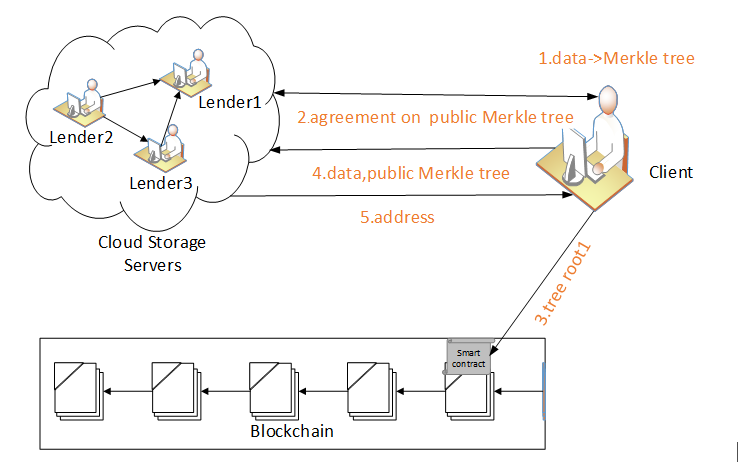 1.data->Merkle tree
Lender1
2.agreement on public Merkle tree
Lender2
4.data,public Merkle tree
Client
Lender3
5.address
Cloud Storage
Servers
3.tree root1
Smart
contract
Blockchain